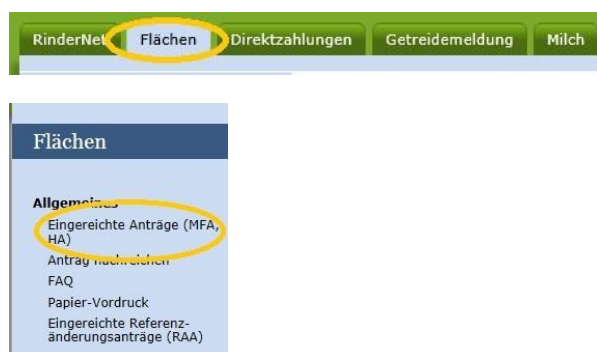 RinderNet Flächen Direktzahlungen Getreidemeldung Milch
Flächen
Allgemeines
Eingereichte Anträge (MFA,
HA)
Antrag nachreichen
FAQ
Papier-Vordruck
Eingereichte Referenz-
änderungsanträge (RAA)